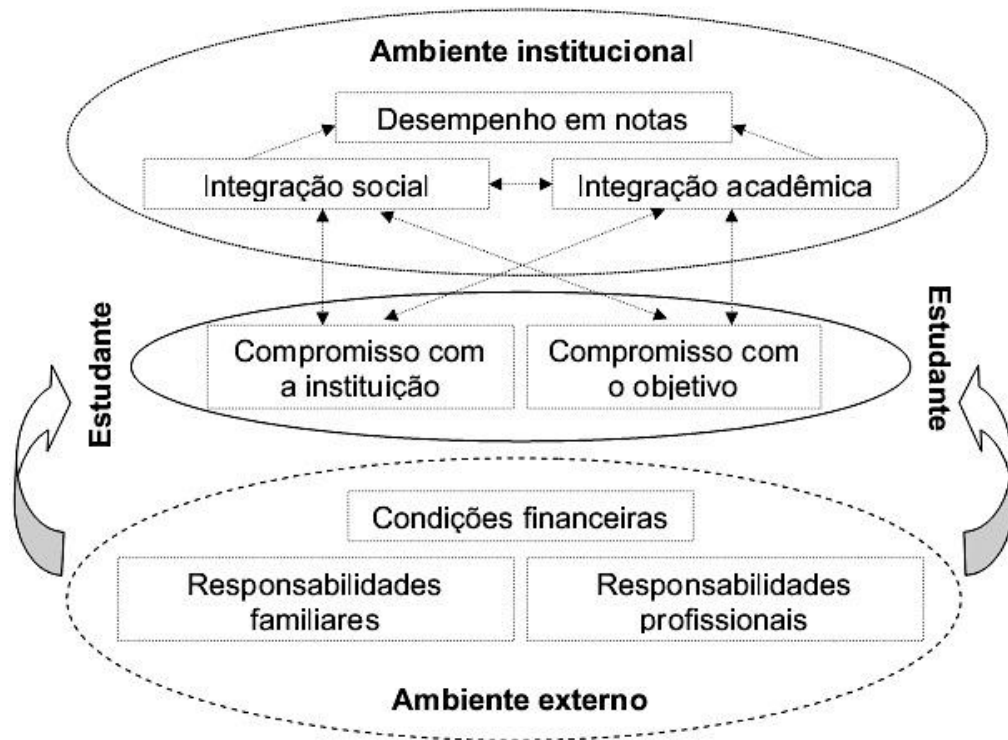 Ambiente institucional
Desempenho em notas
Integração social
Integração acadêmica
Estudante
Estudante
Compromisso com
a instituição
Compromisso com
o objetivo
Condições financeiras
Responsabilidades
familiares
Responsabilidades
profissionais
Ambiente externo